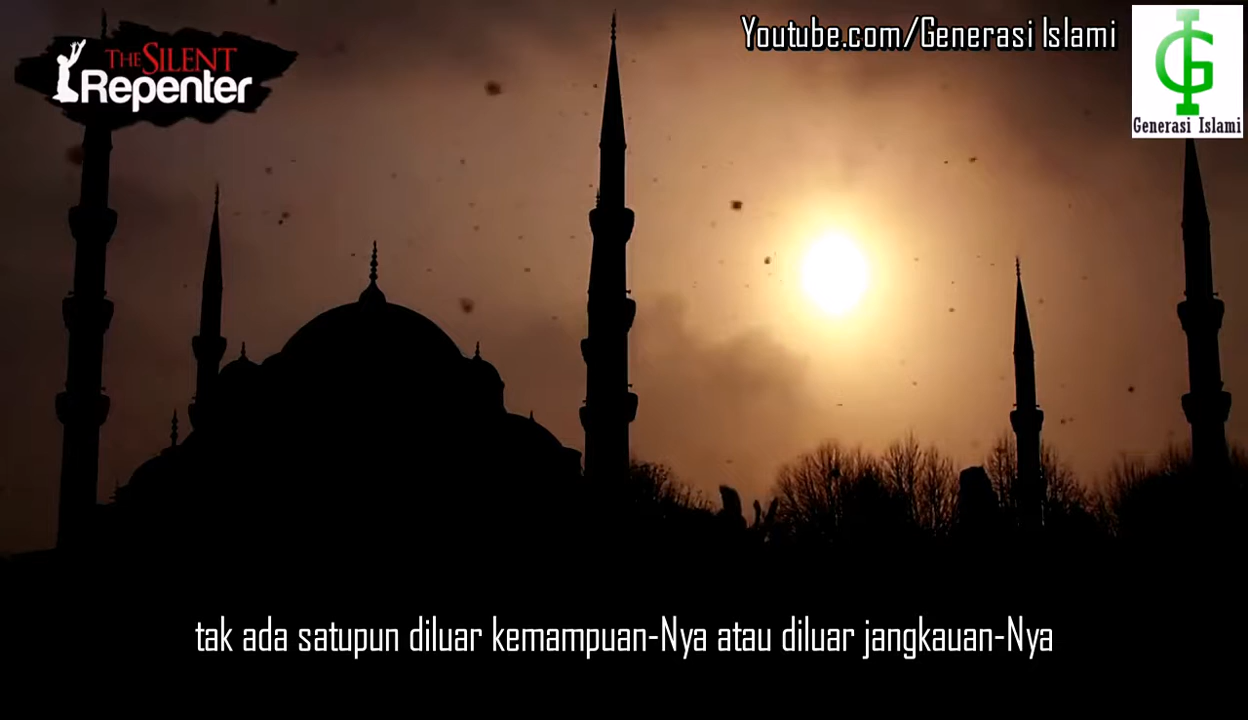 THE SILENT
Repenter
Youtube.com/Generasi Islami
GI
Generasi Islami
tak ada satupun diluar kemampuan-Nya atau diluar jangkauan-Nya